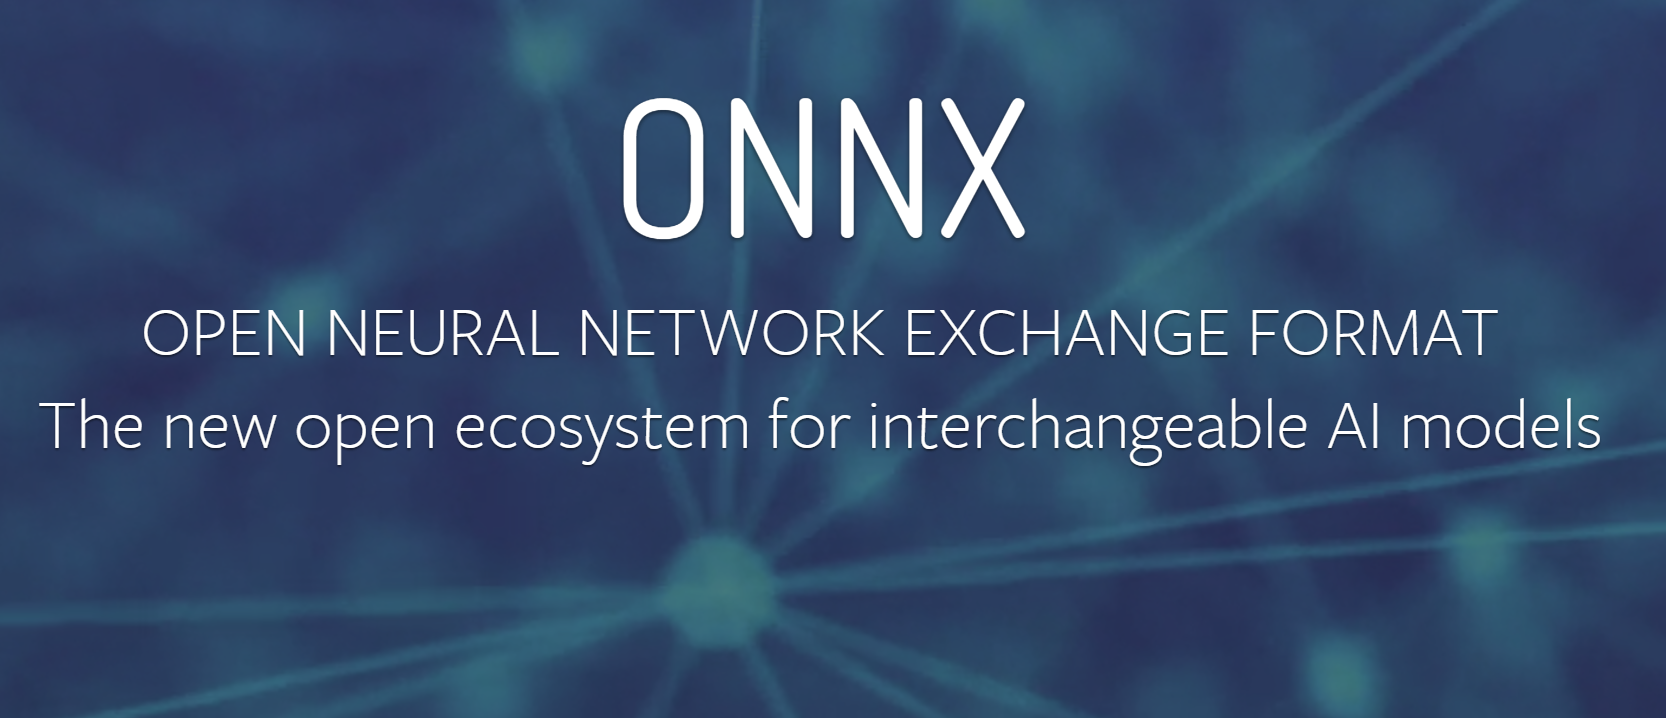 ONNX
OPEN NEURAL NETWORK EXCHANGE FORMAT
The new open ecosystem for interchangeable AI models